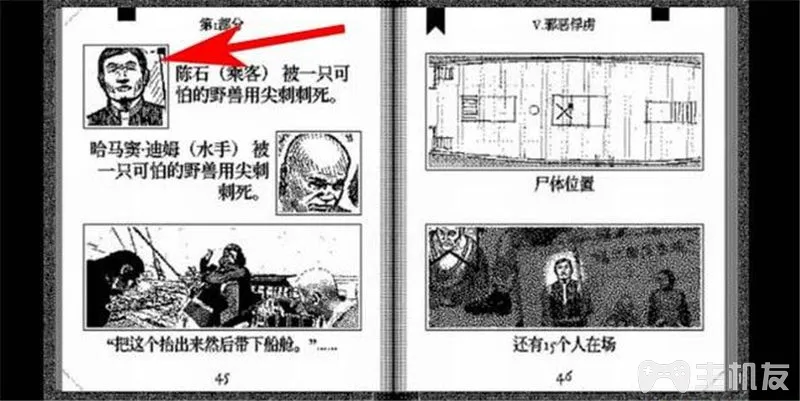 第1部分
陈石（乘客）被一只可
怕的野兽用尖刺刺死。
哈马窦·迪姆（水手）被
一只可怕的野兽用尖刺
刺死。
“把这个抬出来然后带下船舱。”……
45
V.邪恶俘虏
尸体位置
还有15个人在场
46
主机友